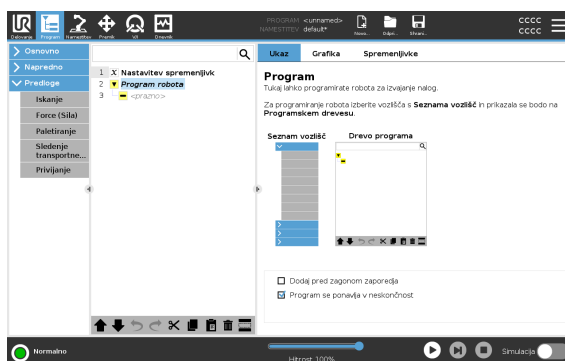 PROGRAM <unnamed>
NAMESTITEV default*
Delovanje Program Namestitev Premik V/I Dnevnik
Novo... Odpri... Shrani...
cccc
cccc
Osnovno
Napredno
Predloge
Iskanje
Force (Sila)
Paletiranje
Sledenje
transportne...
Privijanje
1 X Nastavitev spremenljivk
2 Program robota
3 <prazno>
Ukaz Grafika Spremenljivke
Program
Tukaj lahko programirate robota za izvajanje nalog.
Za programiranje robota izberite vozlišča s Seznama vozlišč in prikazala se bodo na
Programskem drevesu.
Seznam vozlišč Drevo programa
Dodaj pred zagonom zaporedja
Program se ponavlja v neskončnost
Normalno
Hitrost 100%
Simulacija